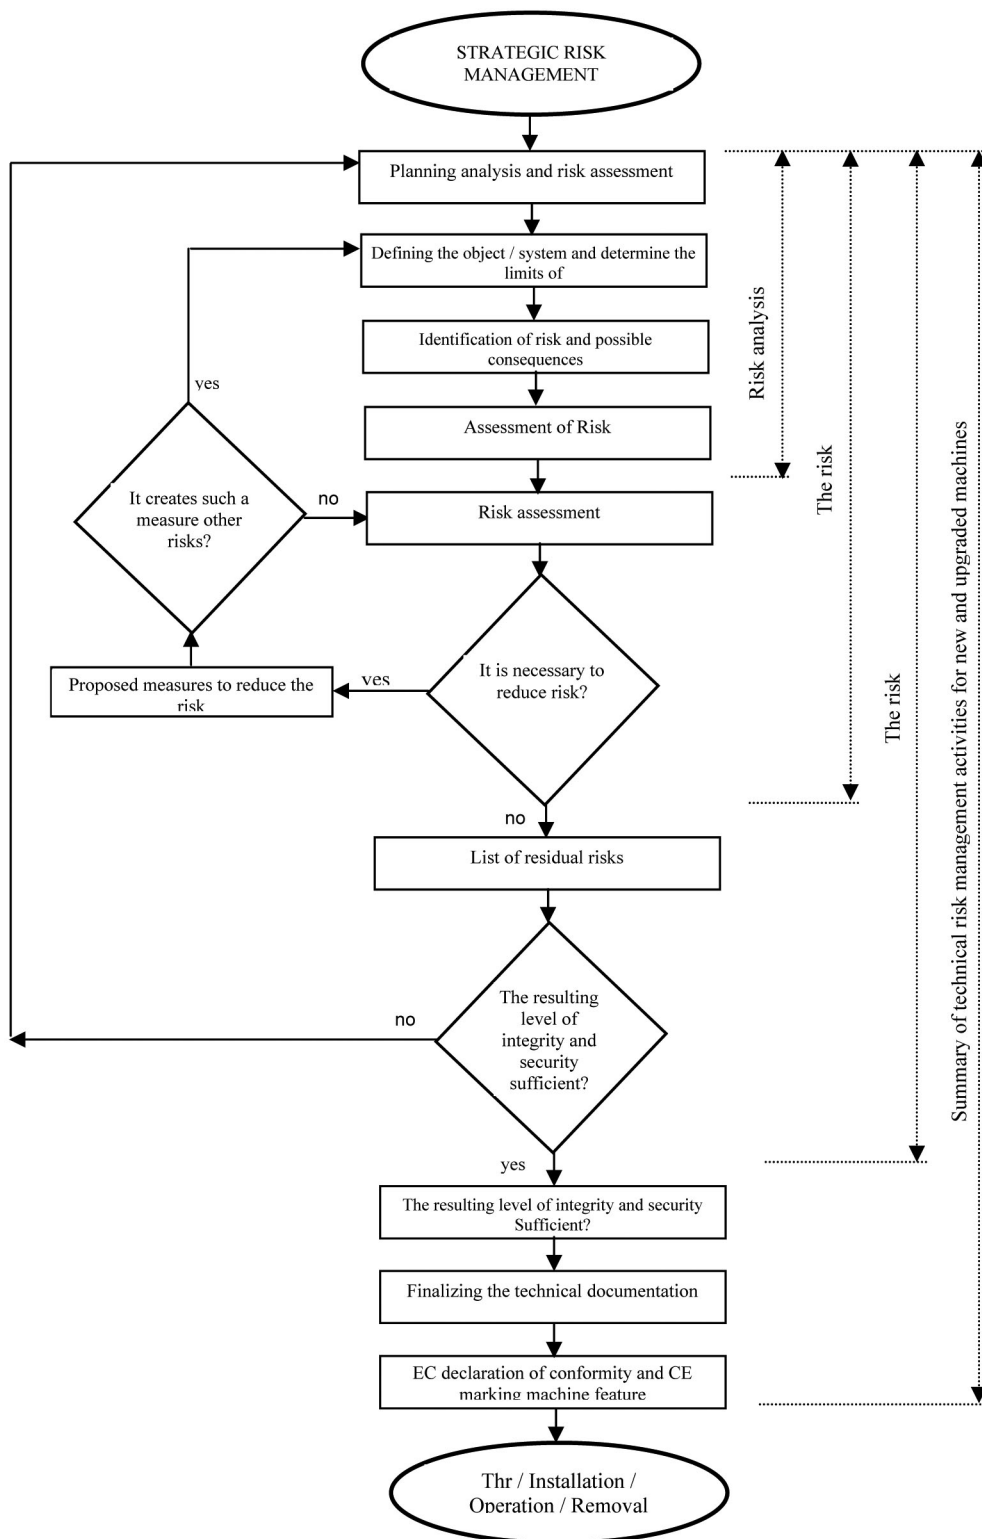 STRATEGIC RISK
MANAGEMENT
Planning analysis and risk assessment
Defining the object / system and determine the
limits of
Identification of risk and possible
consequences
yes
Assessment of Risk
It creates such a
measure other
risks?
no
Risk assessment
It is necessary to
reduce risk?
yes
Proposed measures to reduce the
risk
no
List of residual risks
The resulting
level of
integrity and
security
sufficient?
no
yes
The resulting level of integrity and security
Sufficient?
Finalizing the technical documentation
EC declaration of conformity and CE
marking machine feature
Thr / Installation /
Operation / Removal
Risk analysis
The risk
The risk
Summary of technical risk management activities for new and upgraded machines